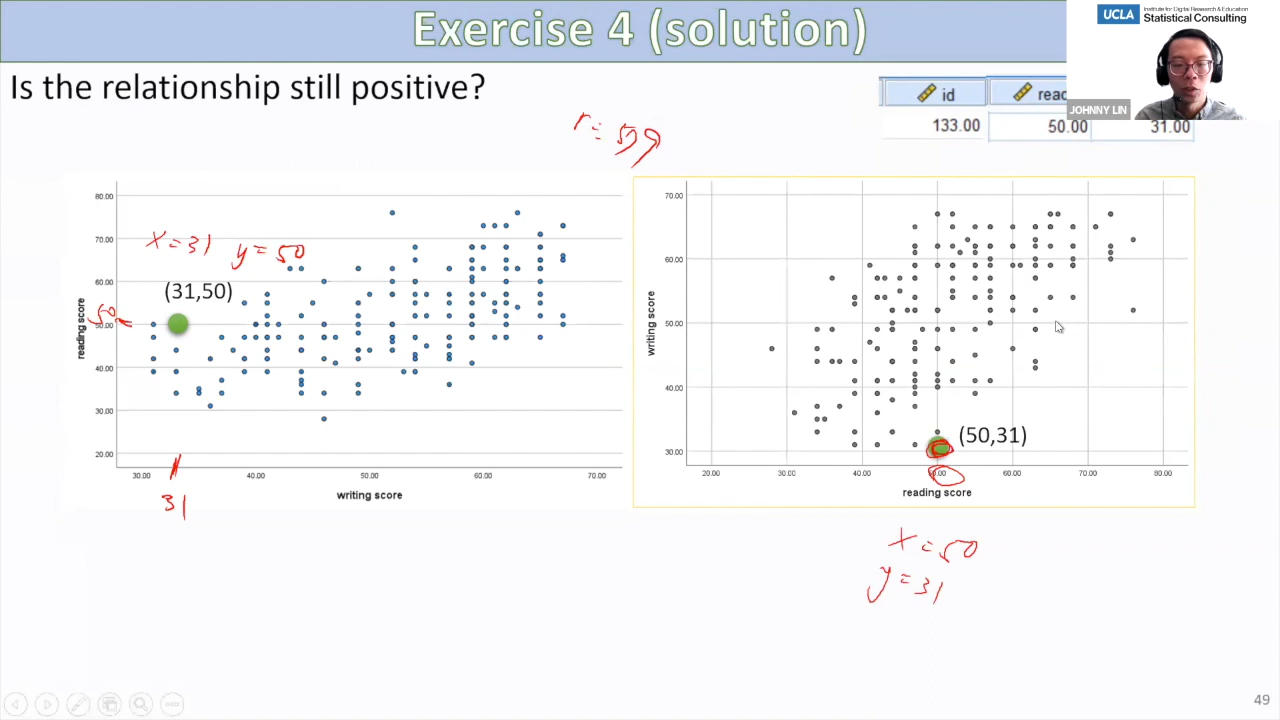 Exercise 4 (solution)
UCLA
Institute for Digital Research & Education
Statistical Consulting
Is the relationship still positive?
id
read
JOHNNY LIN
133.00
50.00
31.00
r = .599
80.00
70.00
60.00
50.00
40.00
30.00
20.00
reading score
x=31
y=50
(31,50)
50
30.00
40.00
50.00
60.00
70.00
writing score
31
70.00
60.00
50.00
40.00
30.00
writing score
(50,31)
20.00
30.00
40.00
50.00
60.00
70.00
80.00
reading score
x=50
y=31
49